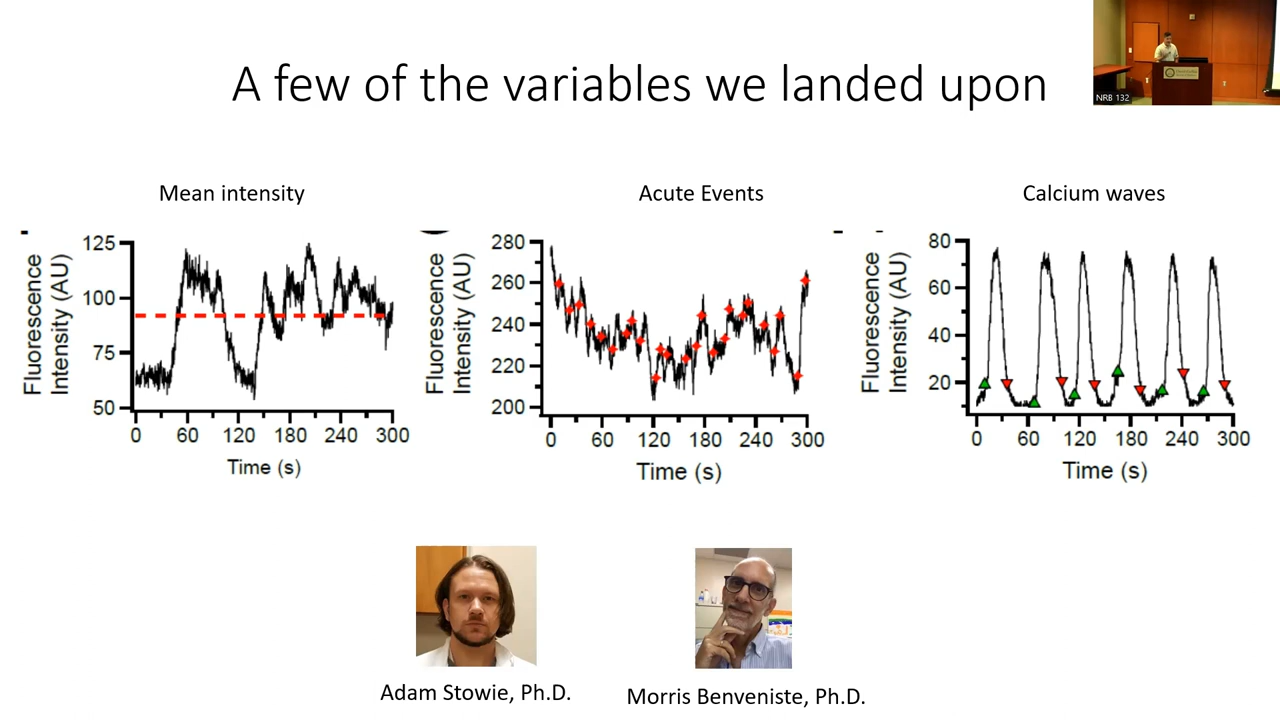 A few of the variables we landed upon
NRB 132
Mean intensity
Acute Events
Calcium waves
Fluorescence
Intensity (AU)
125
100
75
50
0 60 120 180 240 300
Time (s)
Fluorescence
Intensity (AU)
280
260
240
220
200
0 60 120 180 240 300
Time (s)
Fluorescence
Intensity (AU)
80
60
40
20
0 60 120 180 240 300
Time (s)
Adam Stowie, Ph.D.
Morris Benveniste, Ph.D.